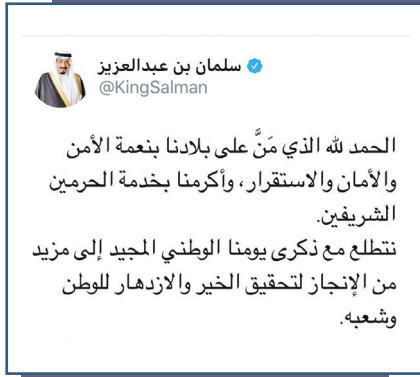 سلمان بن عبدالعزيز
@KingSalman
الحمد لله الذي مَنَّ على بلادنا بنعمة الأمن
والأمان والاستقرار، وأكرمنا بخدمة الحرمين
الشريفين.
نتطلع مع ذكرى يومنا الوطني المجيد إلى مزيد
من الإنجاز لتحقيق الخير والازدهار للوطن
وشعبه.